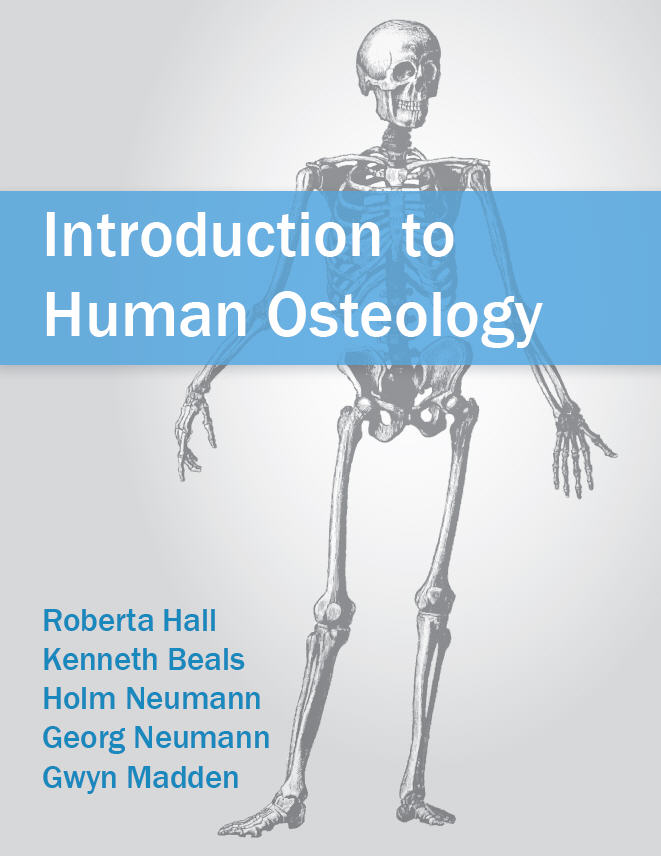 Introduction to
Human Osteology
Roberta Hall
Kenneth Beals
Holm Neumann
Georg Neumann
Gwyn Madden